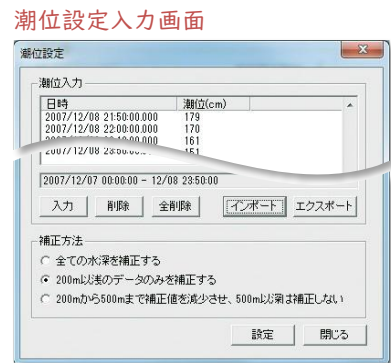 潮位設定入力画面
潮位設定
潮位入力
日時 潮位(cm)
2007/12/08 21:50:00.000 179
2007/12/08 22:00:00.000 170
161
2007/12/08 23:50:00.000 151
2007/12/07 00:00:00 - 12/08 23:50:00
入力 削除 全削除 インポート エクスポート
補正方法
全ての水深を補正する
200m以浅のデータのみを補正する
200mから500mまで補正値を減少させ、500m以深は補正しない
設定 閉じる